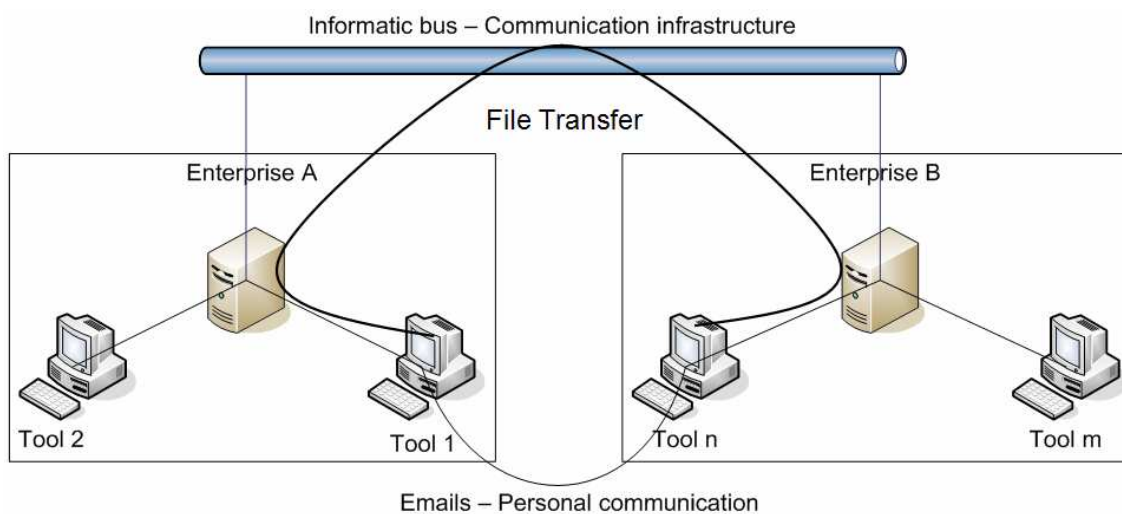 Informatic bus – Communication infrastructure
File Transfer
Enterprise A
Enterprise B
Tool 2
Tool 1
Tool n
Tool m
Emails – Personal communication